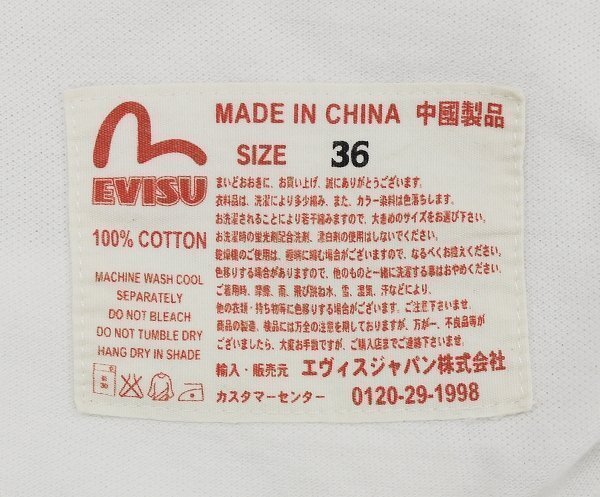 MADE IN CHINA 中國製品
SIZE 36
EVISU
100% COTTON
MACHINE WASH COOL
SEPARATELY
DO NOT BLEACH
DO NOT TUMBLE DRY
HANG DRY IN SHADE
まいどおおきに、お買い上げ、誠にありがとうございます。
衣料品は、洗濯により多少縮み、また、カラー染料は色落ちします。
お洗濯されることにより若干縮みますので、大きめのサイズをお選び下さい。
お洗濯時の蛍光剤配合洗剤、漂白剤の使用はしないでください。
乾燥機のご使用は、極端に縮む場合がございますので、なるべくお控えください。
色移りする場合がありますので、他のものと一緒に洗濯する事はおやめください。
ご着用時、摩擦、雨、飛び跳ね水、雪、湿気、汗などにより、
他の衣類・持ち物等に色移りする場合がございます。ご注意下さいませ。
商品の製造、検品には万全の注意を期しておりますが、万が一、不良品等が
ございましたら、大変お手数ですが、ご購入店までご連絡下さいませ。
輸入・販売元 エヴィスジャパン株式会社
カスタマーセンター 0120-29-1998